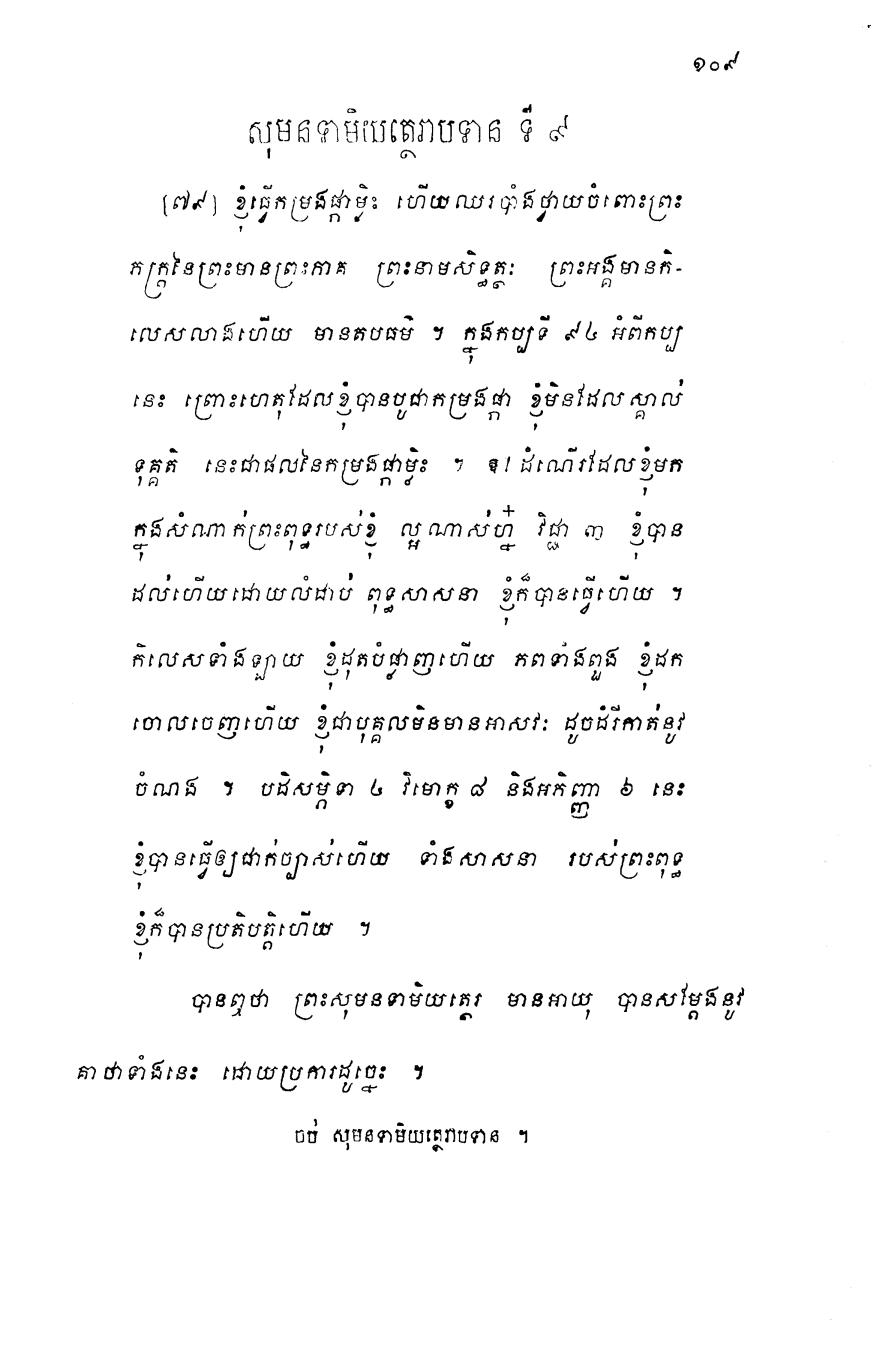 ១០៩
សុមនទាមិយត្ថេរាបទាន ទី ៩
[៧៩] ខ្ញុំធ្វើកម្រងផ្កាម្លិះ ហើយឈរបាំងថ្វាយចំពោះព្រះ
ភក្ត្រនៃព្រះមានព្រះភាគ ព្រះនាមសិទ្ធត្ថៈ ព្រះអង្គមានកិ-
លេសលាងហើយ មានតបធម៌ ។ ក្នុងកប្បទី ៩៤ អំពីកប្ប
នេះ ព្រោះហេតុដែលខ្ញុំបានបូជាកម្រងផ្កា ខ្ញុំមិនដែលស្គាល់
ទុគ្គតិ នេះជាផលនៃកម្រងផ្កាម្លិះ ។ ឱ! ដំណើរដែលខ្ញុំមក
ក្នុងសំណាក់ព្រះពុទ្ធរបស់ខ្ញុំ ល្អណាស់ហ្ន៎ វិជ្ជា ៣ ខ្ញុំបាន
ដល់ហើយដោយលំដាប់ ពុទ្ធសាសនា ខ្ញុំក៏បានធ្វើហើយ ។
កិលេសទាំងឡាយ ខ្ញុំដុតបំផ្លាញហើយ ភពទាំងពួង ខ្ញុំដក
ចោលចេញហើយ ខ្ញុំជាបុគ្គលមិនមានអាសវៈ ដូចដំរីកាត់នូវ
ចំណង ។ បដិសម្ភិទា ៤ វិមោក្ខ ៨ និងអភិញ្ញា ៦ នេះ
ខ្ញុំបានធ្វើឲ្យជាក់ច្បាស់ហើយ ទាំងសាសនា របស់ព្រះពុទ្ធ
ខ្ញុំក៏បានប្រតិបត្តិហើយ ។
បានឮថា ព្រះសុមនទាមិយត្ថេរ មានអាយុ បានសម្ដែងនូវ
គាថាទាំងនេះ ដោយប្រការដូច្នេះ ។
ចប់ សុមនទាមិយត្ថេរាបទាន ។